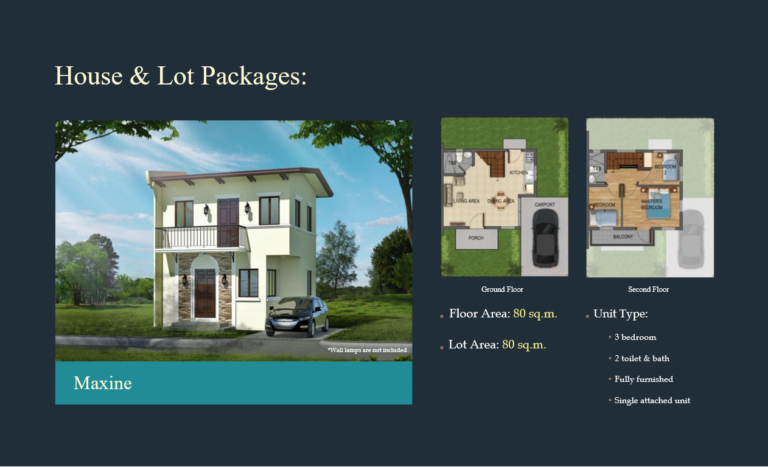 House & Lot Packages:
*Wall lamps are not included
Maxine
T&B
KITCHEN
LIVING AREA
DINING AREA
CARPORT
PORCH
Ground Floor
T&B
BEDROOM
MASTER'S
BEDROOM
BEDROOM
BALCONY
Second Floor
Floor Area: 80 sq.m.
Lot Area: 80 sq.m.
Unit Type:
3 bedroom
2 toilet & bath
Fully furnished
Single attached unit